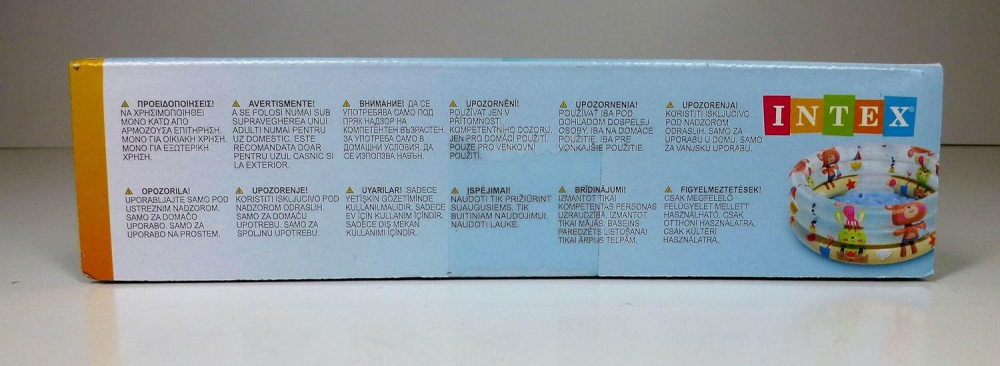 ⚠ ΠΡΟΕΙΔΟΠΟΙΗΣΕΙΣ!
ΝΑ ΧΡΗΣΙΜΟΠΟΙΗΘΕΙ
ΜΟΝΟ ΚΑΤΩ ΑΠΟ
ΑΡΜΟΖΟΥΣΑ ΕΠΙΤΗΡΗΣΗ.
ΜΟΝΟ ΓΙΑ ΟΙΚΙΑΚΗ ΧΡΗΣΗ.
ΜΟΝΟ ΓΙΑ ΕΞΩΤΕΡΙΚΗ
ΧΡΗΣΗ.
⚠ AVERTISMENTE!
A SE FOLOSI NUMAI SUB
SUPRAVEGHEREA UNUI
ADULT! NUMAI PENTRU
UZ DOMESTIC. ESTE
RECOMANDATA DOAR
PENTRU UZUL CASNIC SI
LA EXTERIOR.
⚠ ВНИМАНИЕ! ДА СЕ
УПОТРЕБЯВА САМО ПОД
ПРЯК НАДЗОР НА
КОМПЕТЕНТЕН ВЪЗРАСТЕН.
ЗА УПОТРЕБА САМО В
ДОМАШНИ УСЛОВИЯ. ДА
СЕ ИЗПОЛЗВА НАВЪН.
⚠ UPOZORNĚNÍ!
POUŽÍVAT JEN V
PŘÍTOMNOSTI
KOMPETENTNÍHO DOZORU.
JEN PRO DOMÁCÍ POUŽITÍ.
POUZE PRO VENKOVNÍ
POUŽITÍ.
⚠ UPOZORNENIA!
POUŽÍVAŤ IBA POD
DOHĽADOM DOSPELEJ
OSOBY. IBA NA DOMÁCE
POUŽITIE. IBA PRE
VONKAJŠIE POUŽITIE.
⚠ UPOZORENJA!
KORISTITI ISKLJUCIVO
POD NADZOROM
ODRASLIH. SAMO ZA
UPORABU U DOMU. SAMO
ZA VANJSKU UPORABU.
INTEX®
⚠ OPOZORILA!
UPORABLJAJTE SAMO POD
USTREZNIM NADZOROM.
SAMO ZA DOMAČO
UPORABO. SAMO ZA
UPORABO NA PROSTEM.
⚠ UPOZORENJE!
KORISTITI ISKLJUČIVO POD
NADZOROM ODRASLIH
SAMO ZA DOMAĆU
UPOTREBU. SAMO ZA
SPOLJNU UPOTREBU.
⚠ UYARILAR! SADECE
YETİŞKİN GÖZETİMİNDE
KULLANILMALIDIR. SADECE
EV İÇİN KULLANIM İÇİNDİR.
SADECE DIŞ MEKAN
KULLANIMI İÇİNDİR.
⚠ ĮSPĖJIMAI!
NAUDOTI TIK PRIŽIŪRINT
SUAUGUSIEMS. TIK
BUITINIAM NAUDOJIMUI.
NAUDOTI LAUKE.
⚠ BRĪDINĀJUMI!
IZMANTOT TIKAI
KOMPETENTAS PERSONAS
UZRAUDZĪBĀ. IZMANTOT
TIKAI MĀJĀS. BASEINS
PAREDZĒTS LIETOŠANAI
TIKAI ĀRPUS TELPĀM.
⚠ FIGYELMEZTETÉSEK!
CSAK MEGFELELŐ
FELÜGYELET MELLETT
HASZNÁLHATÓ. CSAK
OTTHONI HASZNÁLATRA.
CSAK KÜLTÉRI
HASZNÁLATRA.